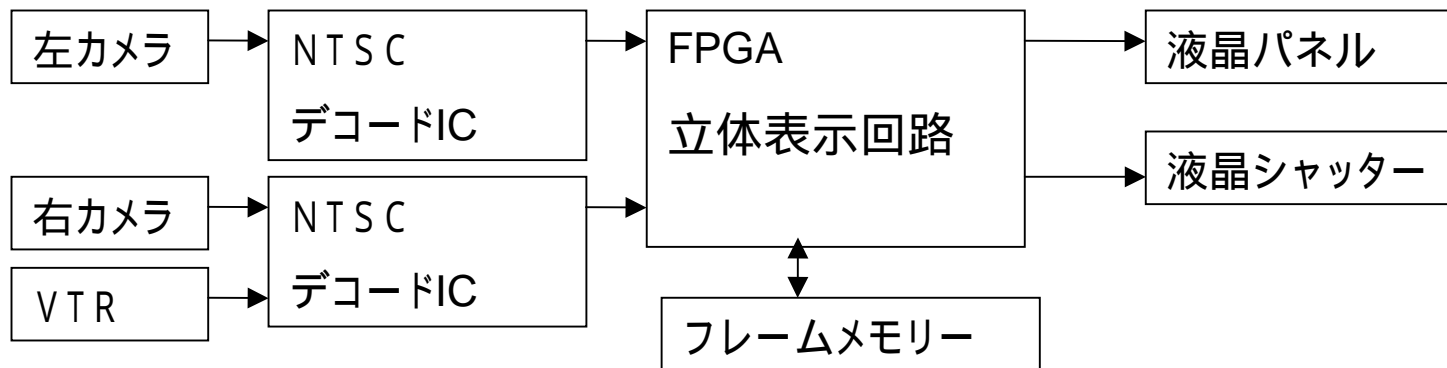 左カメラ
ＮＴＳＣ
デコードIC
FPGA
立体表示回路
液晶パネル
液晶シャッター
右カメラ
ＮＴＳＣ
デコードIC
ＶＴＲ
フレームメモリー